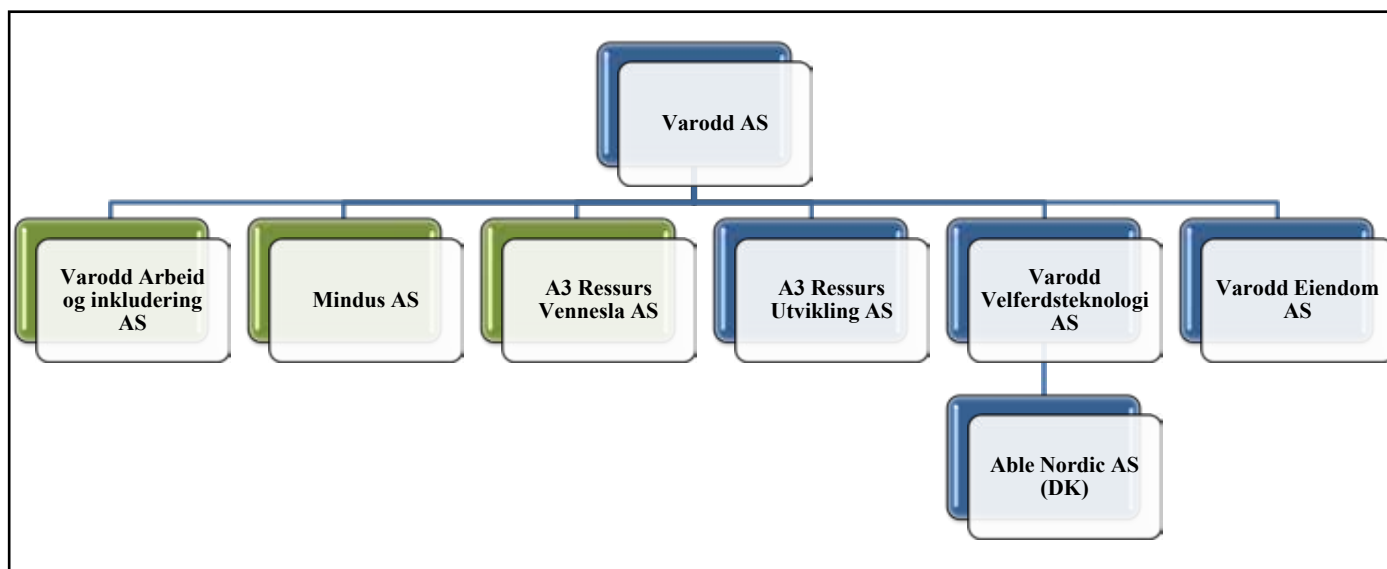 Varodd AS
Varodd Arbeid
og inkludering
AS
Mindus AS
A3 Ressurs
Vennesla AS
A3 Ressurs
Utvikling AS
Varodd
Velferdsteknologi
AS
Varodd Eiendom
AS
Able Nordic AS
(DK)